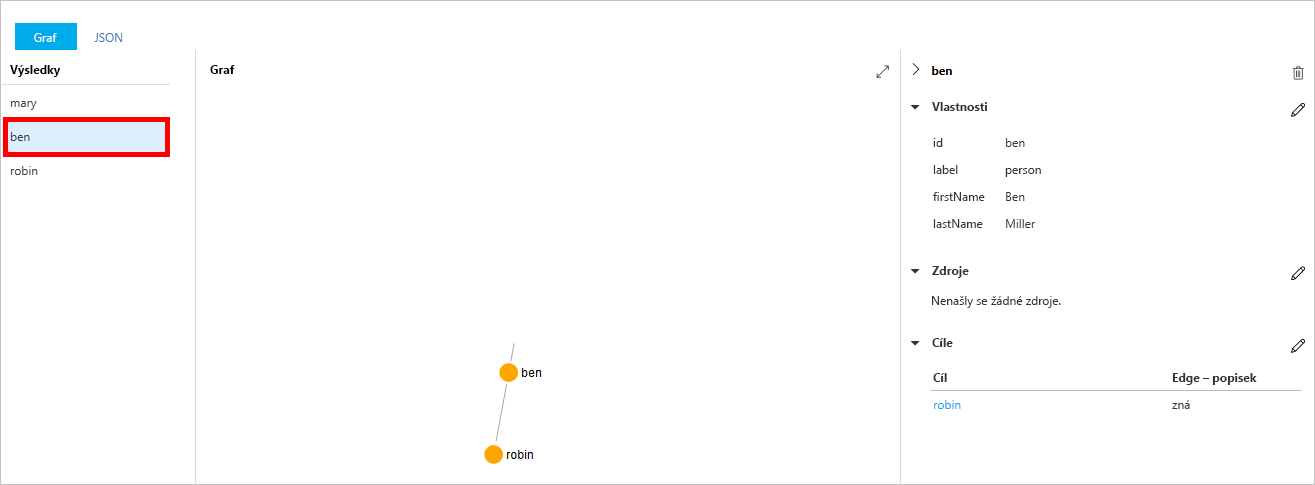 Graf JSON
Výsledky
mary
ben
robin
Graf
ben
robin
ben
Vlastnosti
id ben
label person
firstName Ben
lastName Miller
Zdroje
Nenašly se žádné zdroje.
Cíle
Cíl Edge – popisek
robin zná